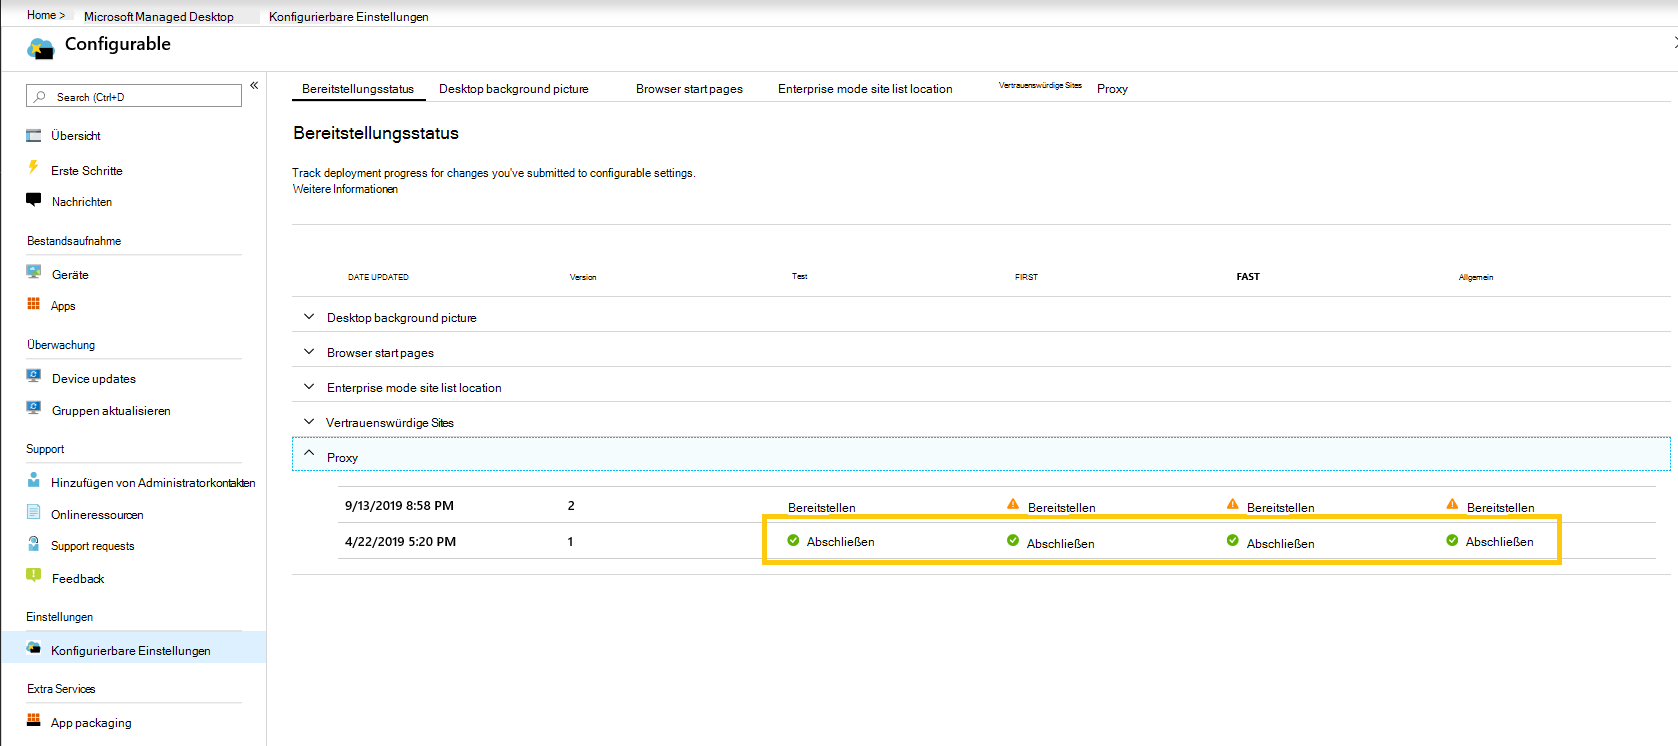 Home >
Microsoft Managed Desktop
Konfigurierbare Einstellungen
Configurable
Search (Ctrl+D
«
Übersicht
Erste Schritte
Nachrichten
Bestandsaufnahme
Geräte
Apps
Überwachung
Device updates
Gruppen aktualisieren
Support
Hinzufügen von Administratorkontakten
Onlineressourcen
Support requests
Feedback
Einstellungen
Konfigurierbare Einstellungen
Extra Services
App packaging
Bereitstellungsstatus
Desktop background picture
Browser start pages
Enterprise mode site list location
Vertrauenswürdige Sites
Proxy
Bereitstellungsstatus
Track deployment progress for changes you've submitted to configurable settings.
Weitere Informationen
DATE UPDATED Version Test FIRST FAST Allgemein
Desktop background picture
Browser start pages
Enterprise mode site list location
Vertrauenswürdige Sites
Proxy
9/13/2019 8:58 PM 2 Bereitstellen Bereitstellen Bereitstellen Bereitstellen
4/22/2019 5:20 PM 1 Abschließen Abschließen Abschließen Abschließen